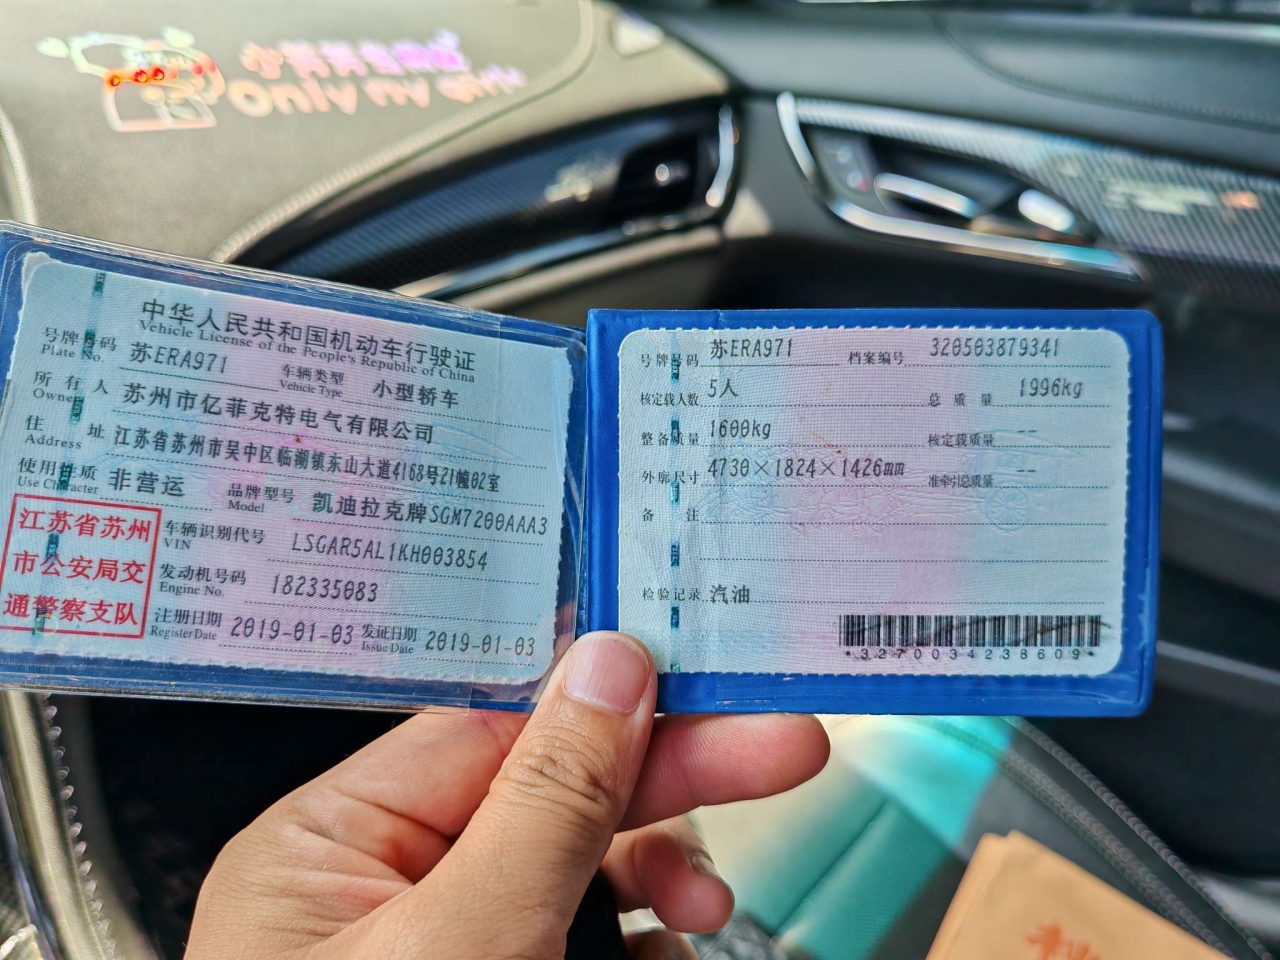 Only my girls
中华人民共和国机动车行驶证
Vehicle License of the People's Republic of China
号牌号码 苏ERA971 车辆类型 小型轿车
Plate No. Vehicle Type
所有人 苏州市亿菲克特电气有限公司
Owner
住址 江苏省苏州市吴中区临湖镇东山大道4168号21幢02室
Address
使用性质 非营运 品牌型号 凯迪拉克牌SGM7200AAA3
Use Character Model
江苏省苏州
市公安局交
通警察支队
车辆识别代号 LSGAR5AL1KH003854
VIN
发动机号码 182335083
Engine No.
注册日期 2019-01-03 发证日期 2019-01-03
Register Date Issue Date
号牌号码 苏ERA971 档案编号 320503879341
核定载人数 5人 总质量 1996kg
整备质量 1600kg 核定载质量 --
外廓尺寸 4730×1824×1426mm 准牵引总质量 --
备注
检验记录 汽油
*3270034238609*